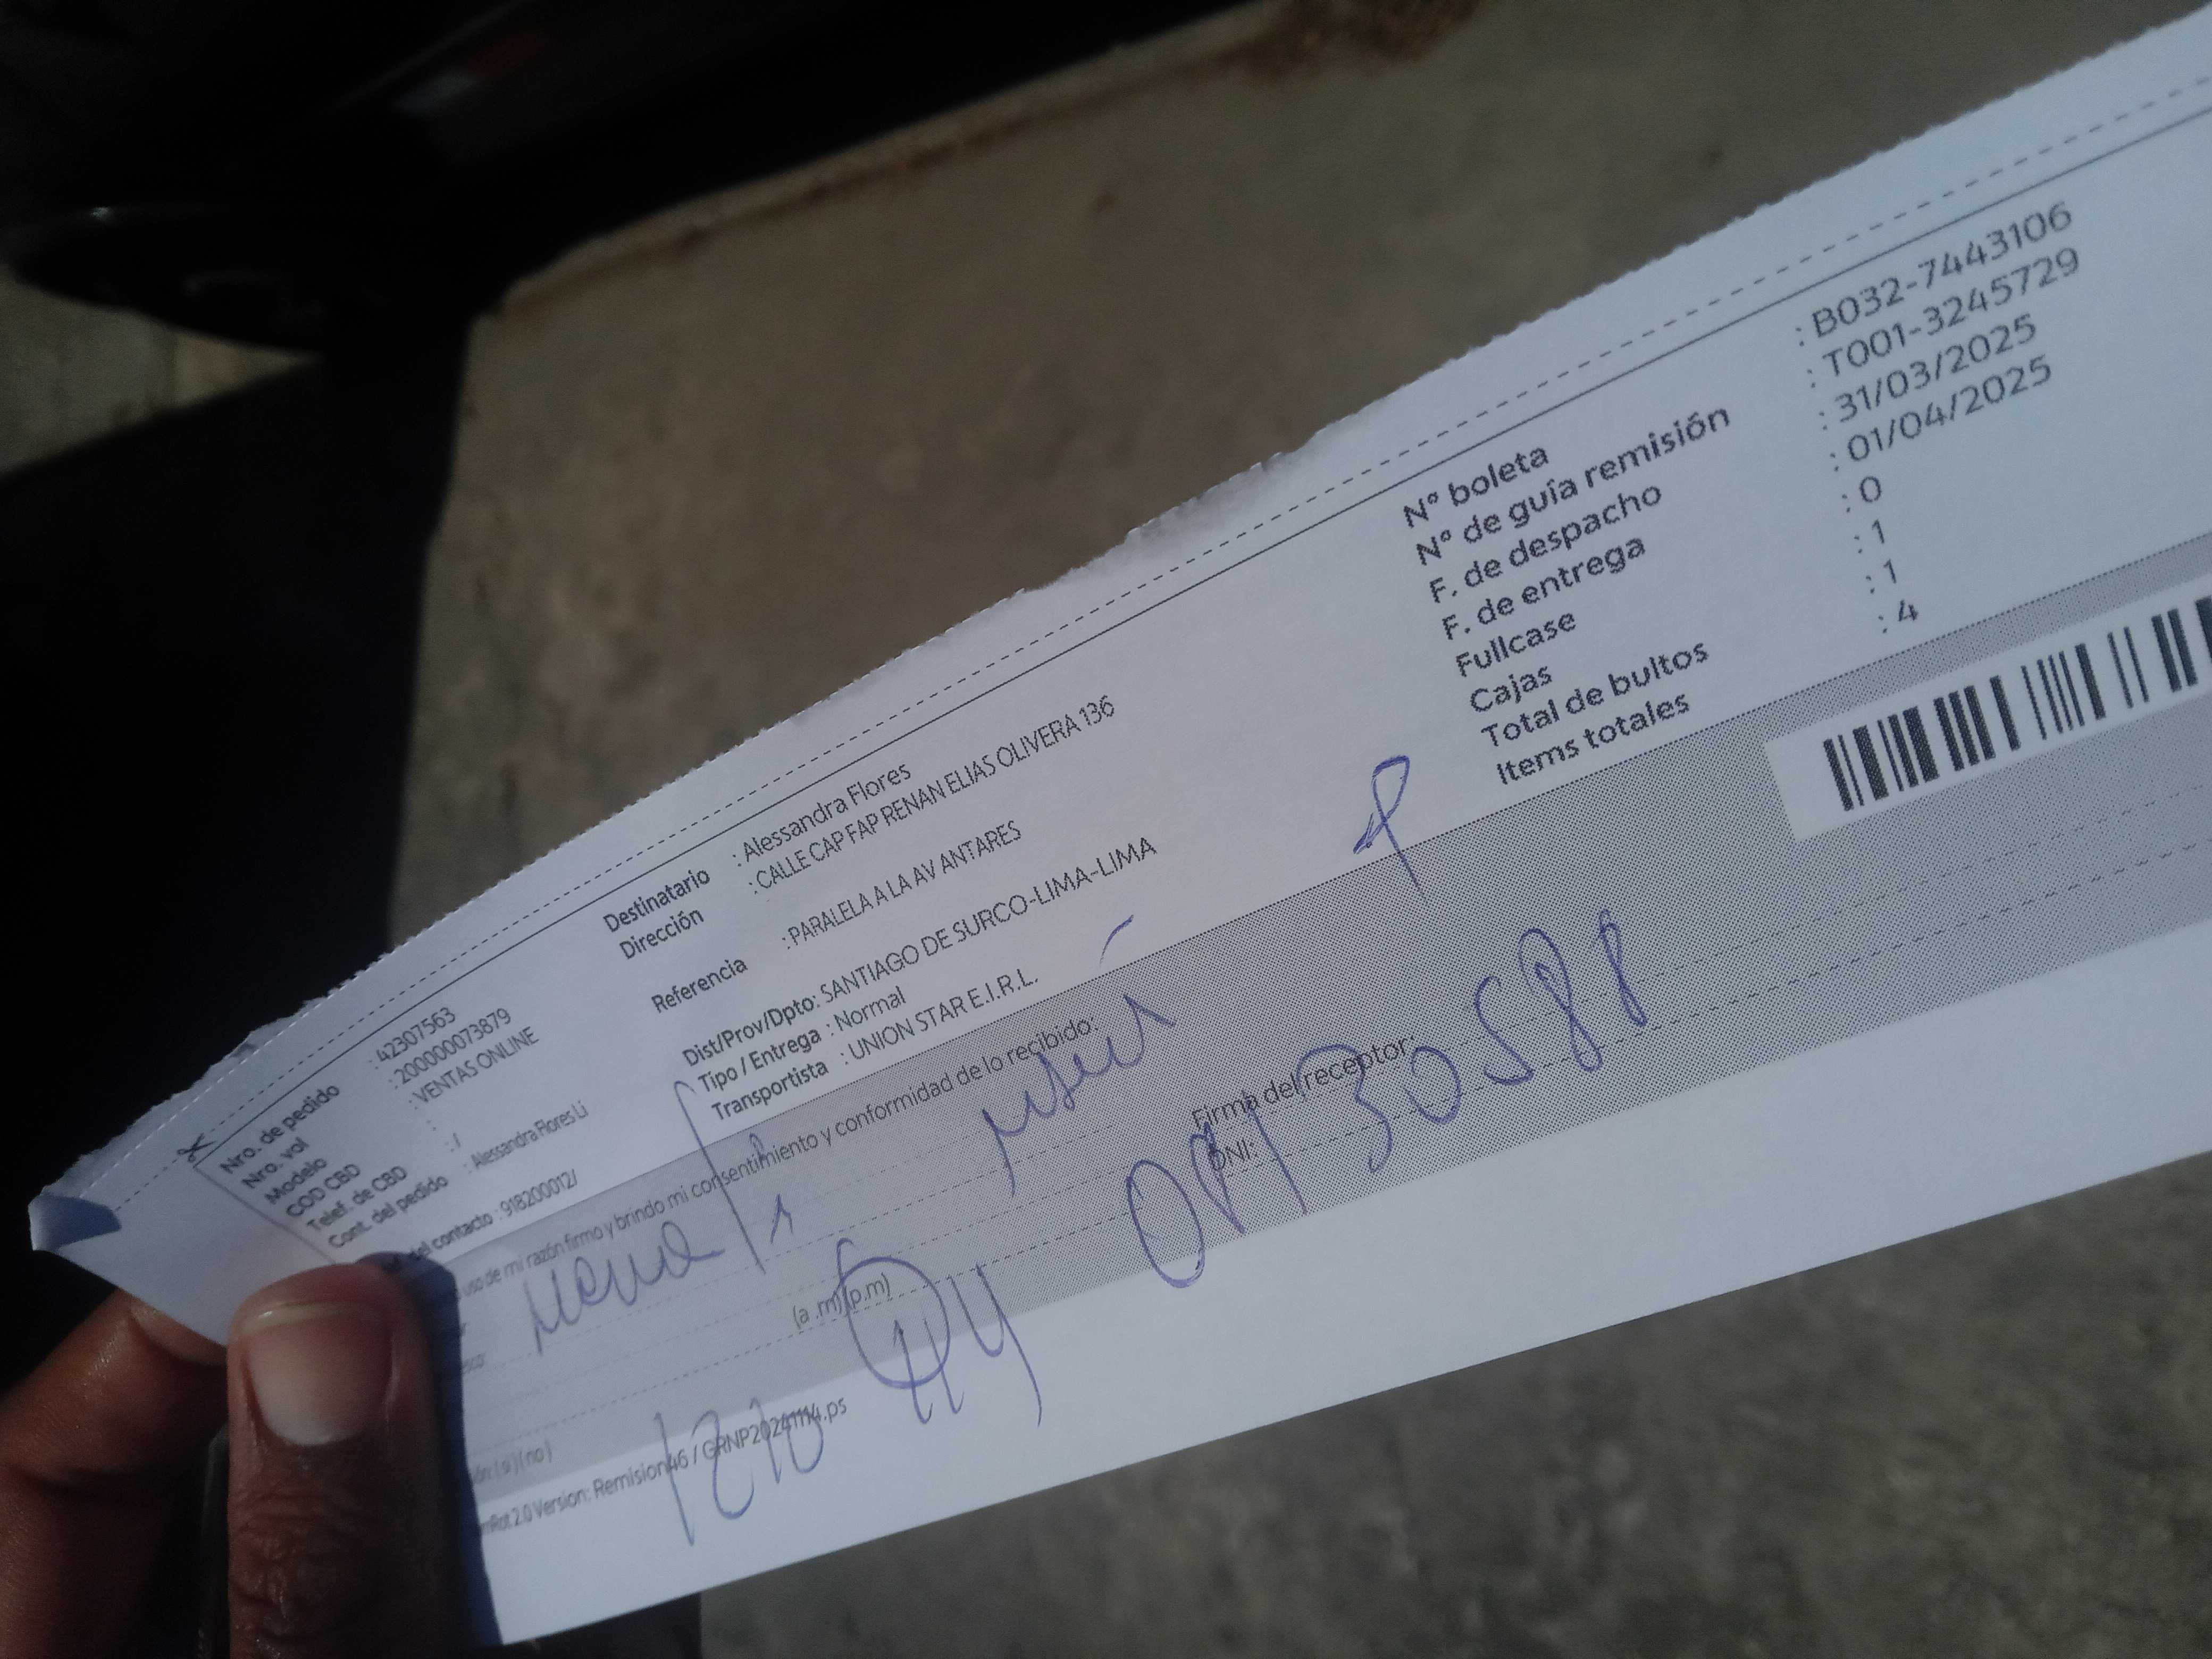 Nro. de pedido : 42307563
Nro. vol : 200000073879
Modelo : VENTAS ONLINE
COD CBD :
Telef. de CBD : /
Cont. del pedido : Alessandra Flores Li
del contacto : 918200012/
Destinatario : Alessandra Flores
Dirección : CALLE CAP FAP RENAN ELIAS OLIVERA 136
Referencia : PARALELA A LA AV ANTARES
Dist/Prov/Dpto: SANTIAGO DE SURCO-LIMA-LIMA
Tipo / Entrega : Normal
Transportista : UNION STAR E.I.R.L.
N° boleta : B032-7443106
N° de guía remisión : T001-3245729
F. de despacho : 31/03/2025
F. de entrega : 01/04/2025
Fullcase : 0
Cajas : 1
Total de bultos : 1
Items totales : 4
uso de mi razón firmo y brindo mi consentimiento y conformidad de lo recibido:
Firma del receptor:
DNI:
(a.m) (p.m)
( si ) ( no )
2.0 Version: Remision46 / GRNP20241114.ps